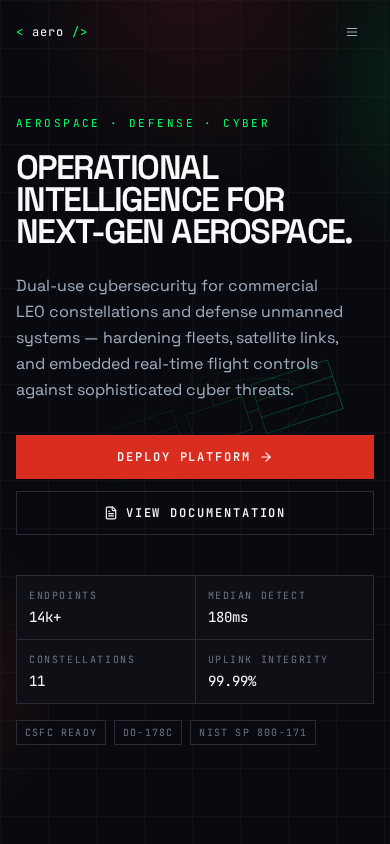 < aero />
AEROSPACE · DEFENSE · CYBER
OPERATIONAL
INTELLIGENCE FOR
NEXT-GEN AEROSPACE.
Dual-use cybersecurity for commercial
LEO constellations and defense unmanned
systems — hardening fleets, satellite links,
and embedded real-time flight controls
against sophisticated cyber threats.
DEPLOY PLATFORM →
VIEW DOCUMENTATION
ENDPOINTS
14k+
MEDIAN DETECT
180ms
CONSTELLATIONS
11
UPLINK INTEGRITY
99.99%
CSFC READY
DO-178C
NIST SP 800-171